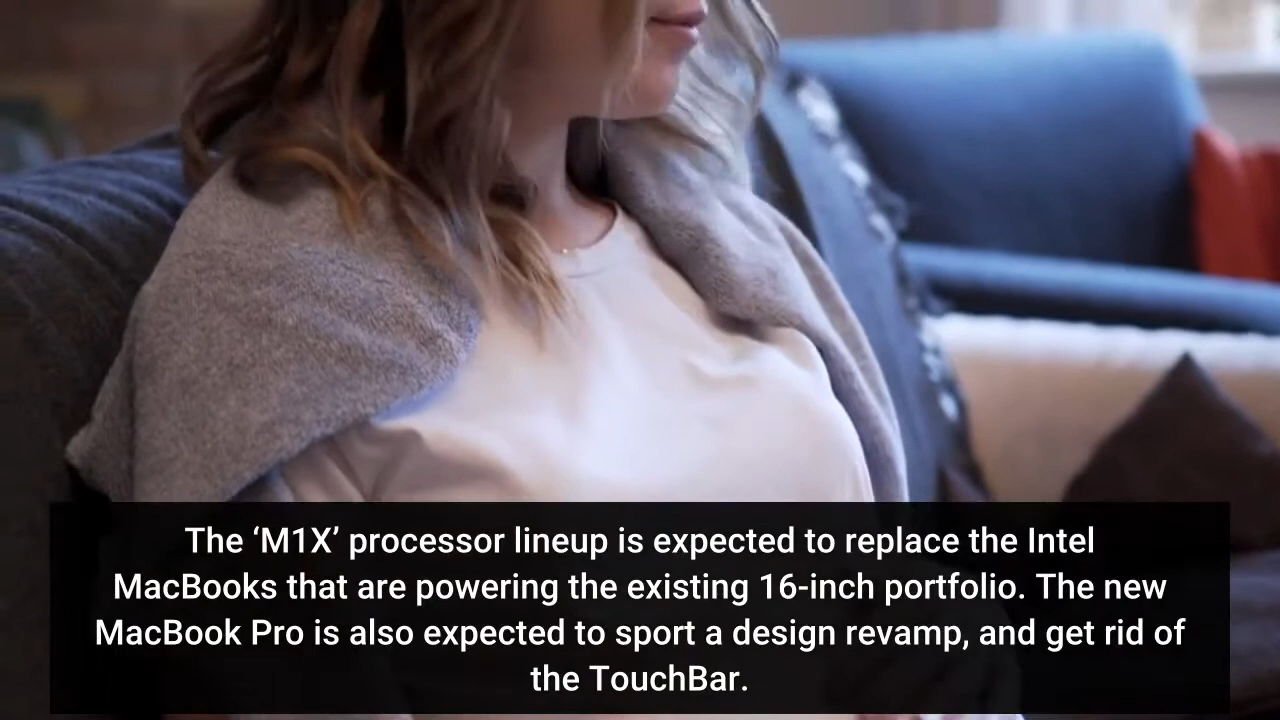 The ‘M1X’ processor lineup is expected to replace the Intel
MacBooks that are powering the existing 16-inch portfolio. The new
MacBook Pro is also expected to sport a design revamp, and get rid of
the TouchBar.